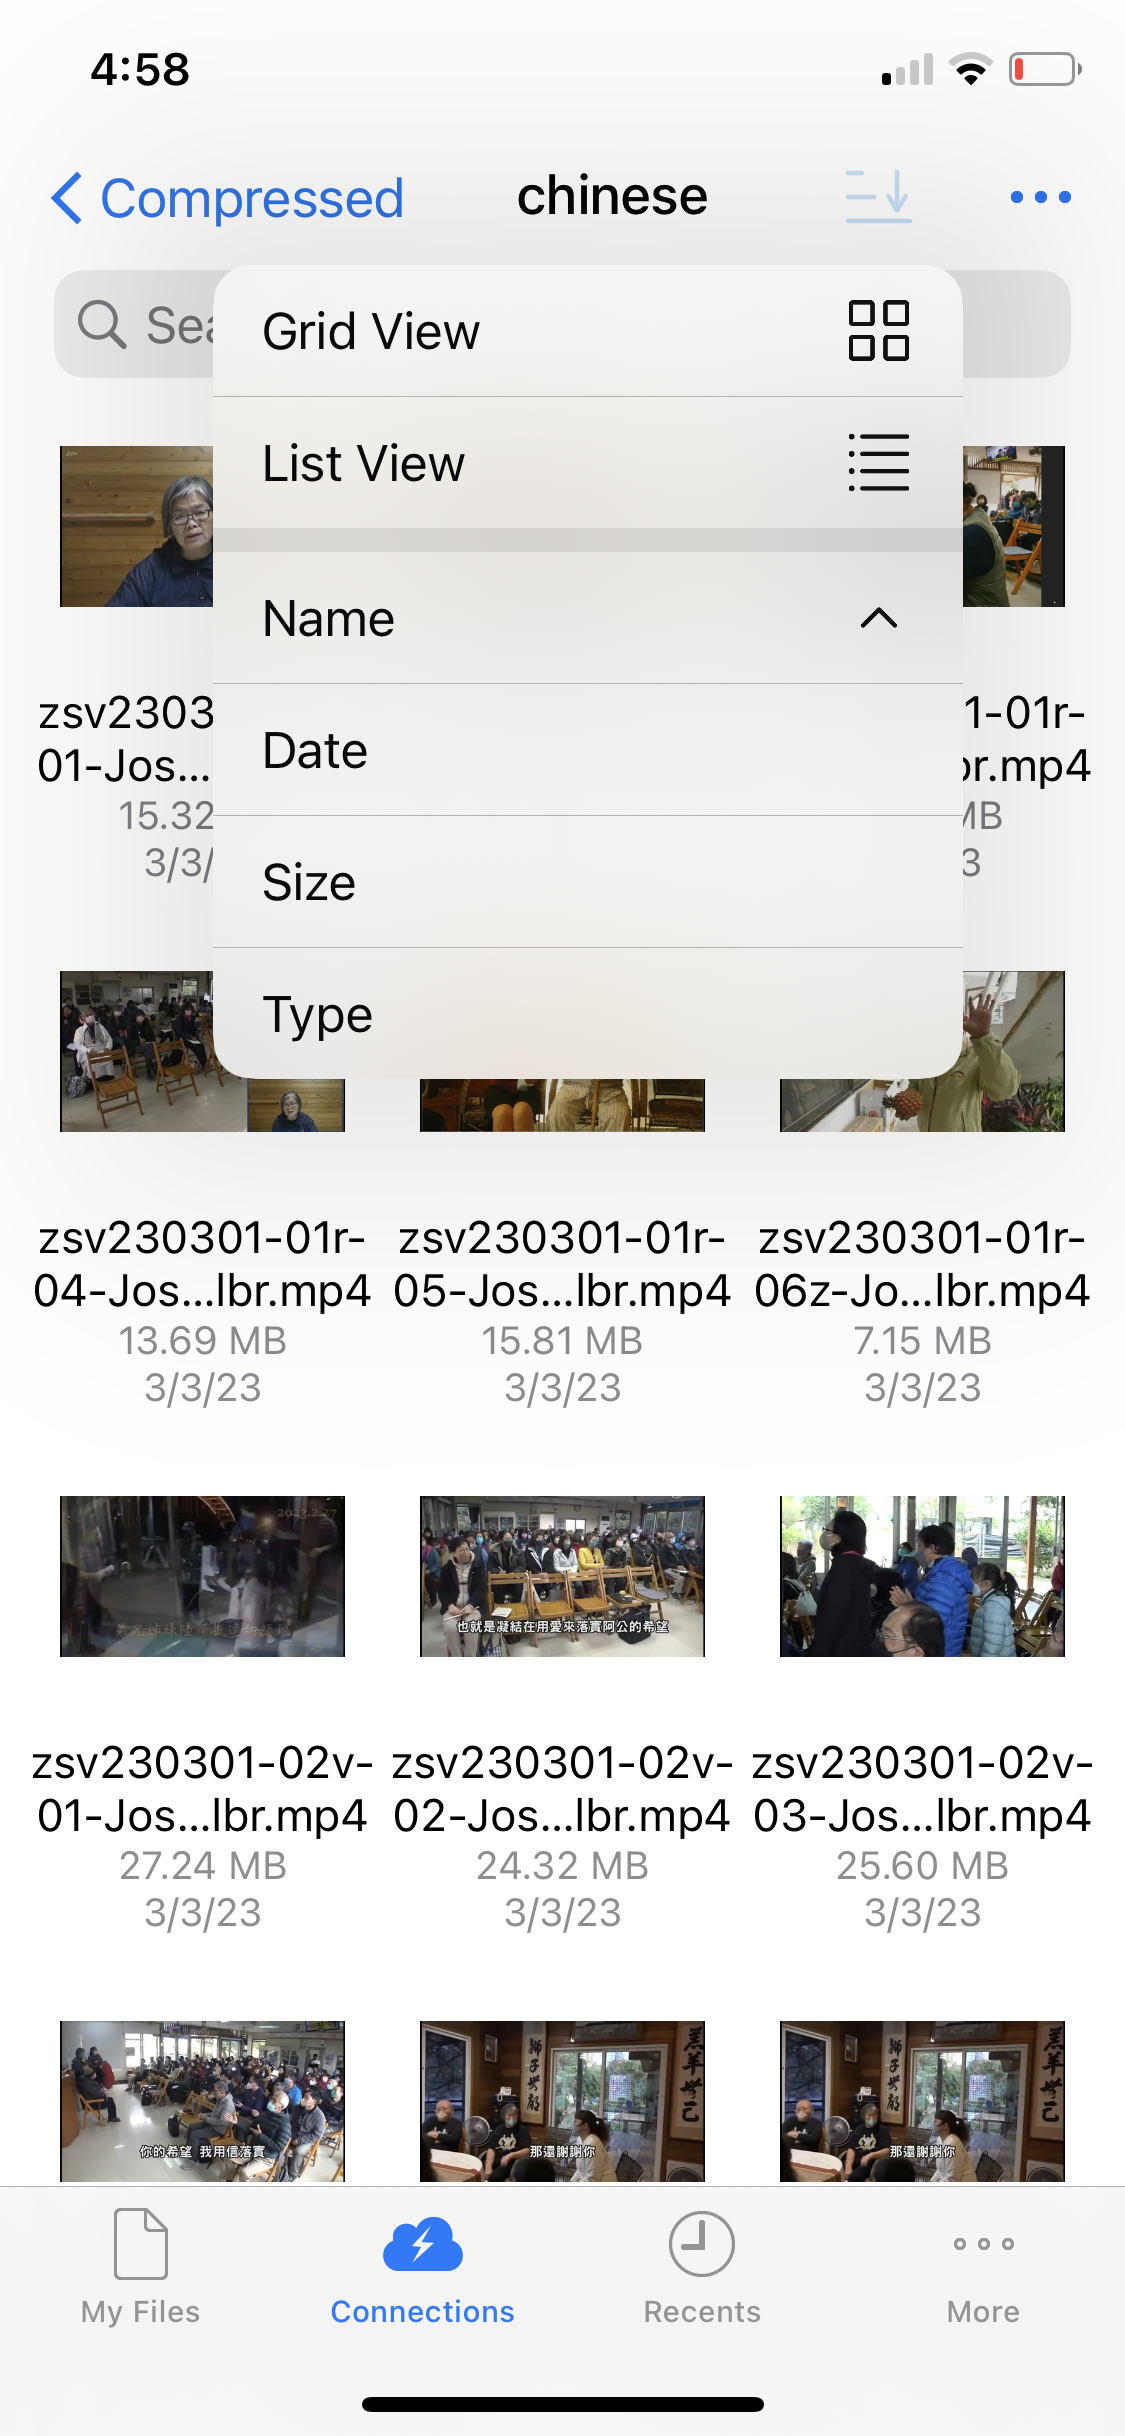 4:58
Compressed
chinese
Sea
Grid View
List View
Name
Date
Size
Type
zsv2303
1-01r-
01-Jos...
br.mp4
15.32
MB
3/3/
3
zsv230301-01r-
04-Jos...lbr.mp4
13.69 MB
3/3/23
zsv230301-01r-
05-Jos...lbr.mp4
15.81 MB
3/3/23
zsv230301-01r-
06z-Jo...lbr.mp4
7.15 MB
3/3/23
2023.2.27
也就是凝結在用愛來落實阿公的希望
zsv230301-02v-
01-Jos...lbr.mp4
27.24 MB
3/3/23
zsv230301-02v-
02-Jos...lbr.mp4
24.32 MB
3/3/23
zsv230301-02v-
03-Jos...lbr.mp4
25.60 MB
3/3/23
你的希望 我用信落實
那還謝謝你
那還謝謝你
My Files
Connections
Recents
More